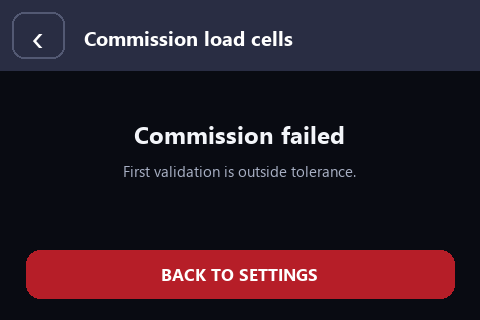 Commission load cells
Commission failed
First validation is outside tolerance.
BACK TO SETTINGS